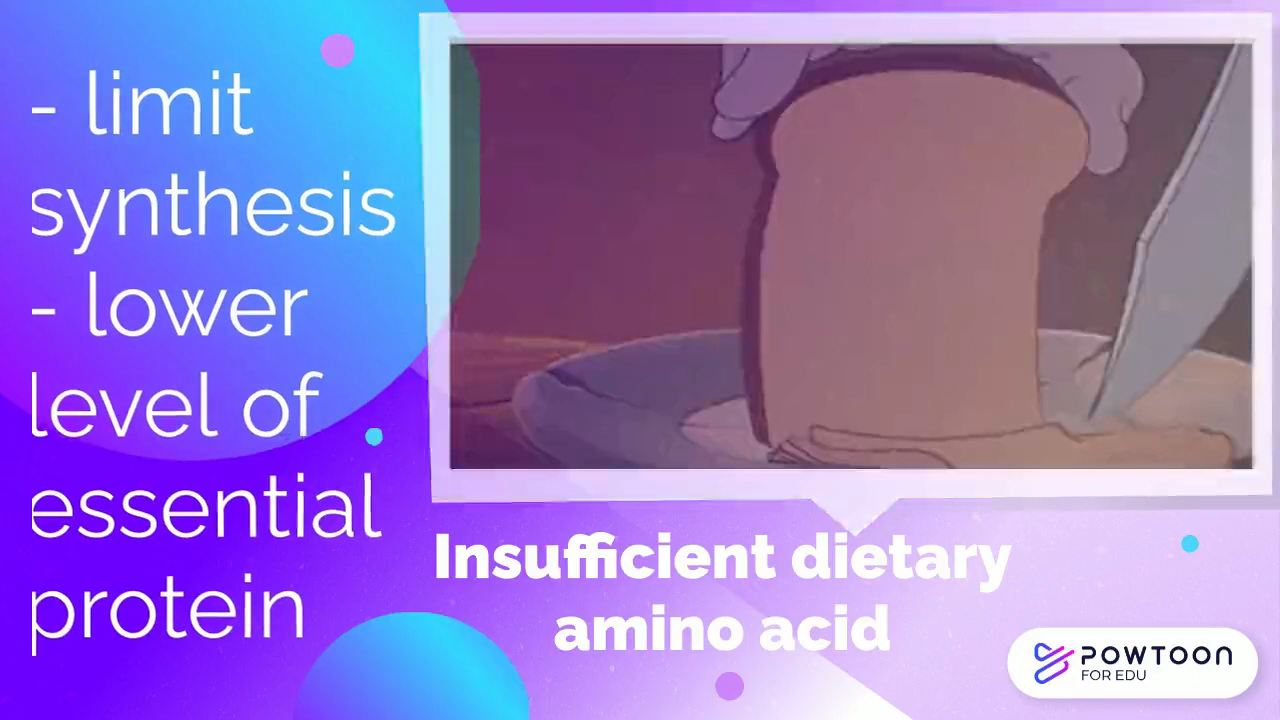 - limit
synthesis
- lower
level of
essential
protein
Insufficient dietary
amino acid
POWTOON
FOR EDU